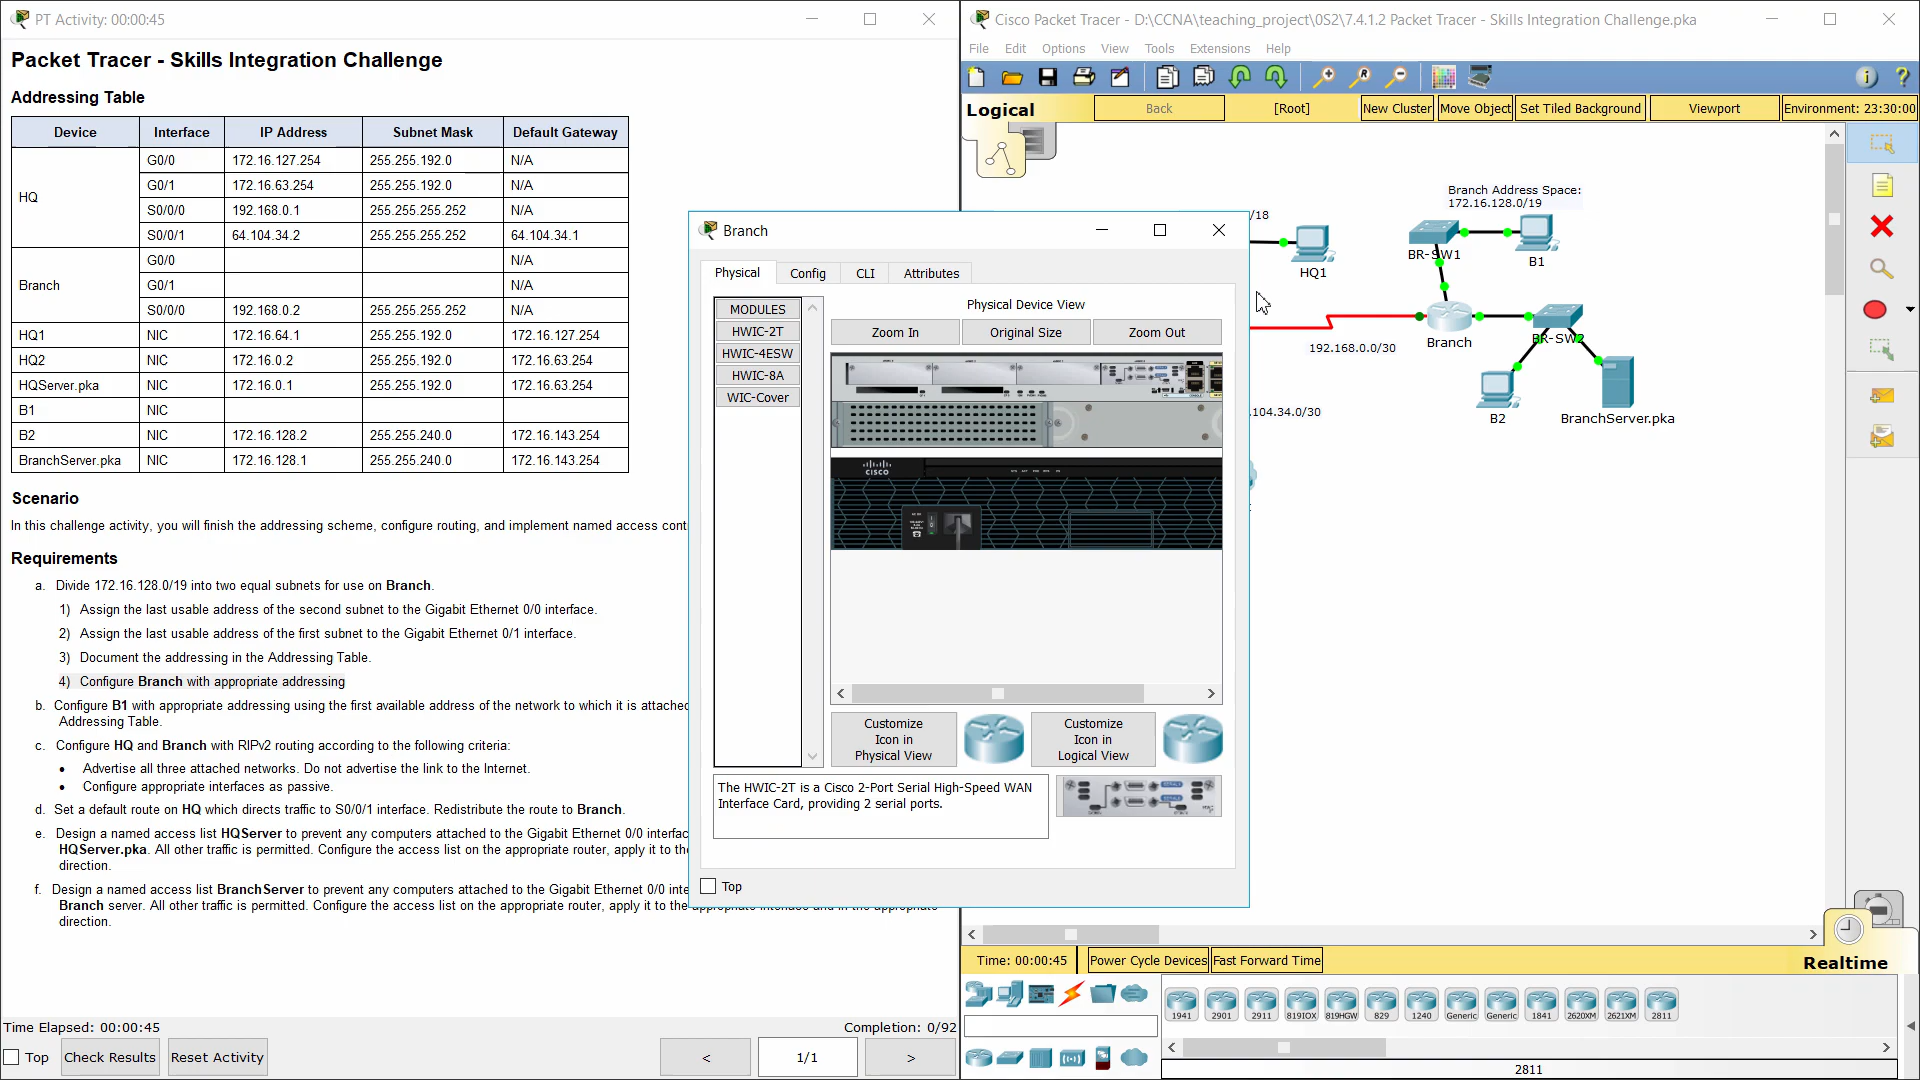 PT Activity: 00:00:45
Packet Tracer - Skills Integration Challenge
Addressing Table
Device Interface IP Address Subnet Mask Default Gateway
HQ
G0/0 172.16.127.254 255.255.192.0 N/A
G0/1 172.16.63.254 255.255.192.0 N/A
S0/0/0 192.168.0.1 255.255.255.252 N/A
S0/0/1 64.104.34.2 255.255.255.252 64.104.34.1
Branch
G0/0 N/A
G0/1 N/A
S0/0/0 192.168.0.2 255.255.255.252 N/A
HQ1 NIC 172.16.64.1 255.255.192.0 172.16.127.254
HQ2 NIC 172.16.0.2 255.255.192.0 172.16.63.254
HQServer.pka NIC 172.16.0.1 255.255.192.0 172.16.63.254
B1 NIC
B2 NIC 172.16.128.2 255.255.240.0 172.16.143.254
BranchServer.pka NIC 172.16.128.1 255.255.240.0 172.16.143.254
Scenario
In this challenge activity, you will finish the addressing scheme, configure routing, and implement named access cont
Requirements
a. Divide 172.16.128.0/19 into two equal subnets for use on Branch.
1) Assign the last usable address of the second subnet to the Gigabit Ethernet 0/0 interface.
2) Assign the last usable address of the first subnet to the Gigabit Ethernet 0/1 interface.
3) Document the addressing in the Addressing Table.
4) Configure Branch with appropriate addressing
b. Configure B1 with appropriate addressing using the first available address of the network to which it is attached
Addressing Table.
c. Configure HQ and Branch with RIPv2 routing according to the following criteria:
• Advertise all three attached networks. Do not advertise the link to the Internet.
• Configure appropriate interfaces as passive.
d. Set a default route on HQ which directs traffic to S0/0/1 interface. Redistribute the route to Branch.
e. Design a named access list HQServer to prevent any computers attached to the Gigabit Ethernet 0/0 interfac
HQServer.pka. All other traffic is permitted. Configure the access list on the appropriate router, apply it to the
direction.
f. Design a named access list BranchServer to prevent any computers attached to the Gigabit Ethernet 0/0 inte
Branch server. All other traffic is permitted. Configure the access list on the appropriate router, apply it to the appropriate interface and in the appropriate
direction.
Time Elapsed: 00:00:45
Completion: 0/92
Top
Check Results
Reset Activity
<
1/1
>
Cisco Packet Tracer - D:\CCNA\teaching_project\0S2\7.4.1.2 Packet Tracer - Skills Integration Challenge.pka
File Edit Options View Tools Extensions Help
Logical
Back
[Root]
New Cluster
Move Object
Set Tiled Background
Viewport
Environment: 23:30:00
Branch Address Space:
172.16.128.0/19
/18
HQ1
BR-SW1
B1
192.168.0.0/30
Branch
BR-SW2
.104.34.0/30
B2
BranchServer.pka
Branch
Physical Config CLI Attributes
MODULES
HWIC-2T
HWIC-4ESW
HWIC-8A
WIC-Cover
Physical Device View
Zoom In
Original Size
Zoom Out
CISCO
Customize
Icon in
Physical View
Customize
Icon in
Logical View
The HWIC-2T is a Cisco 2-Port Serial High-Speed WAN
Interface Card, providing 2 serial ports.
Top
Time: 00:00:45
Power Cycle Devices
Fast Forward Time
Realtime
1941 2901 2911 819IOX 819HGW 829 1240 Generic Generic 1841 2620XM 2621XM 2811
2811